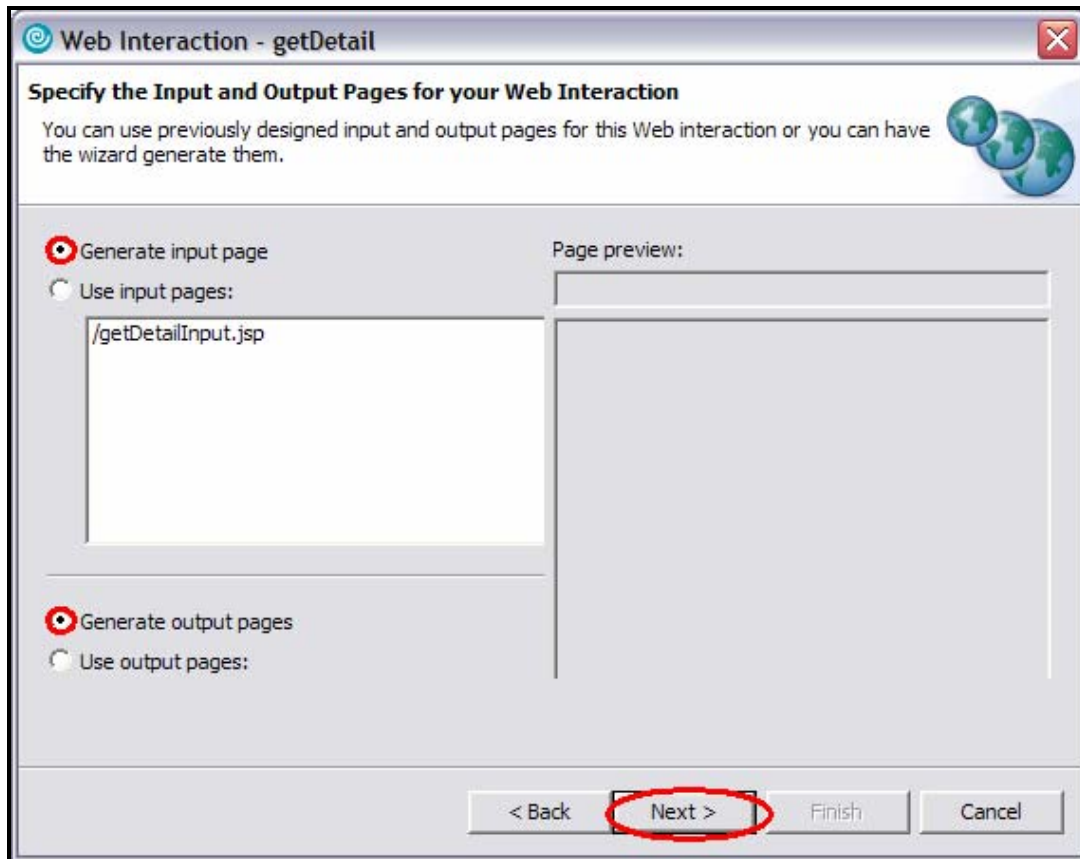 Web Interaction - getDetail
Specify the Input and Output Pages for your Web Interaction
You can use previously designed input and output pages for this Web interaction or you can have
the wizard generate them.
Generate input page
Page preview:
Use input pages:
/getDetailInput.jsp
Generate output pages
Use output pages:
< Back
Next >
Finish
Cancel